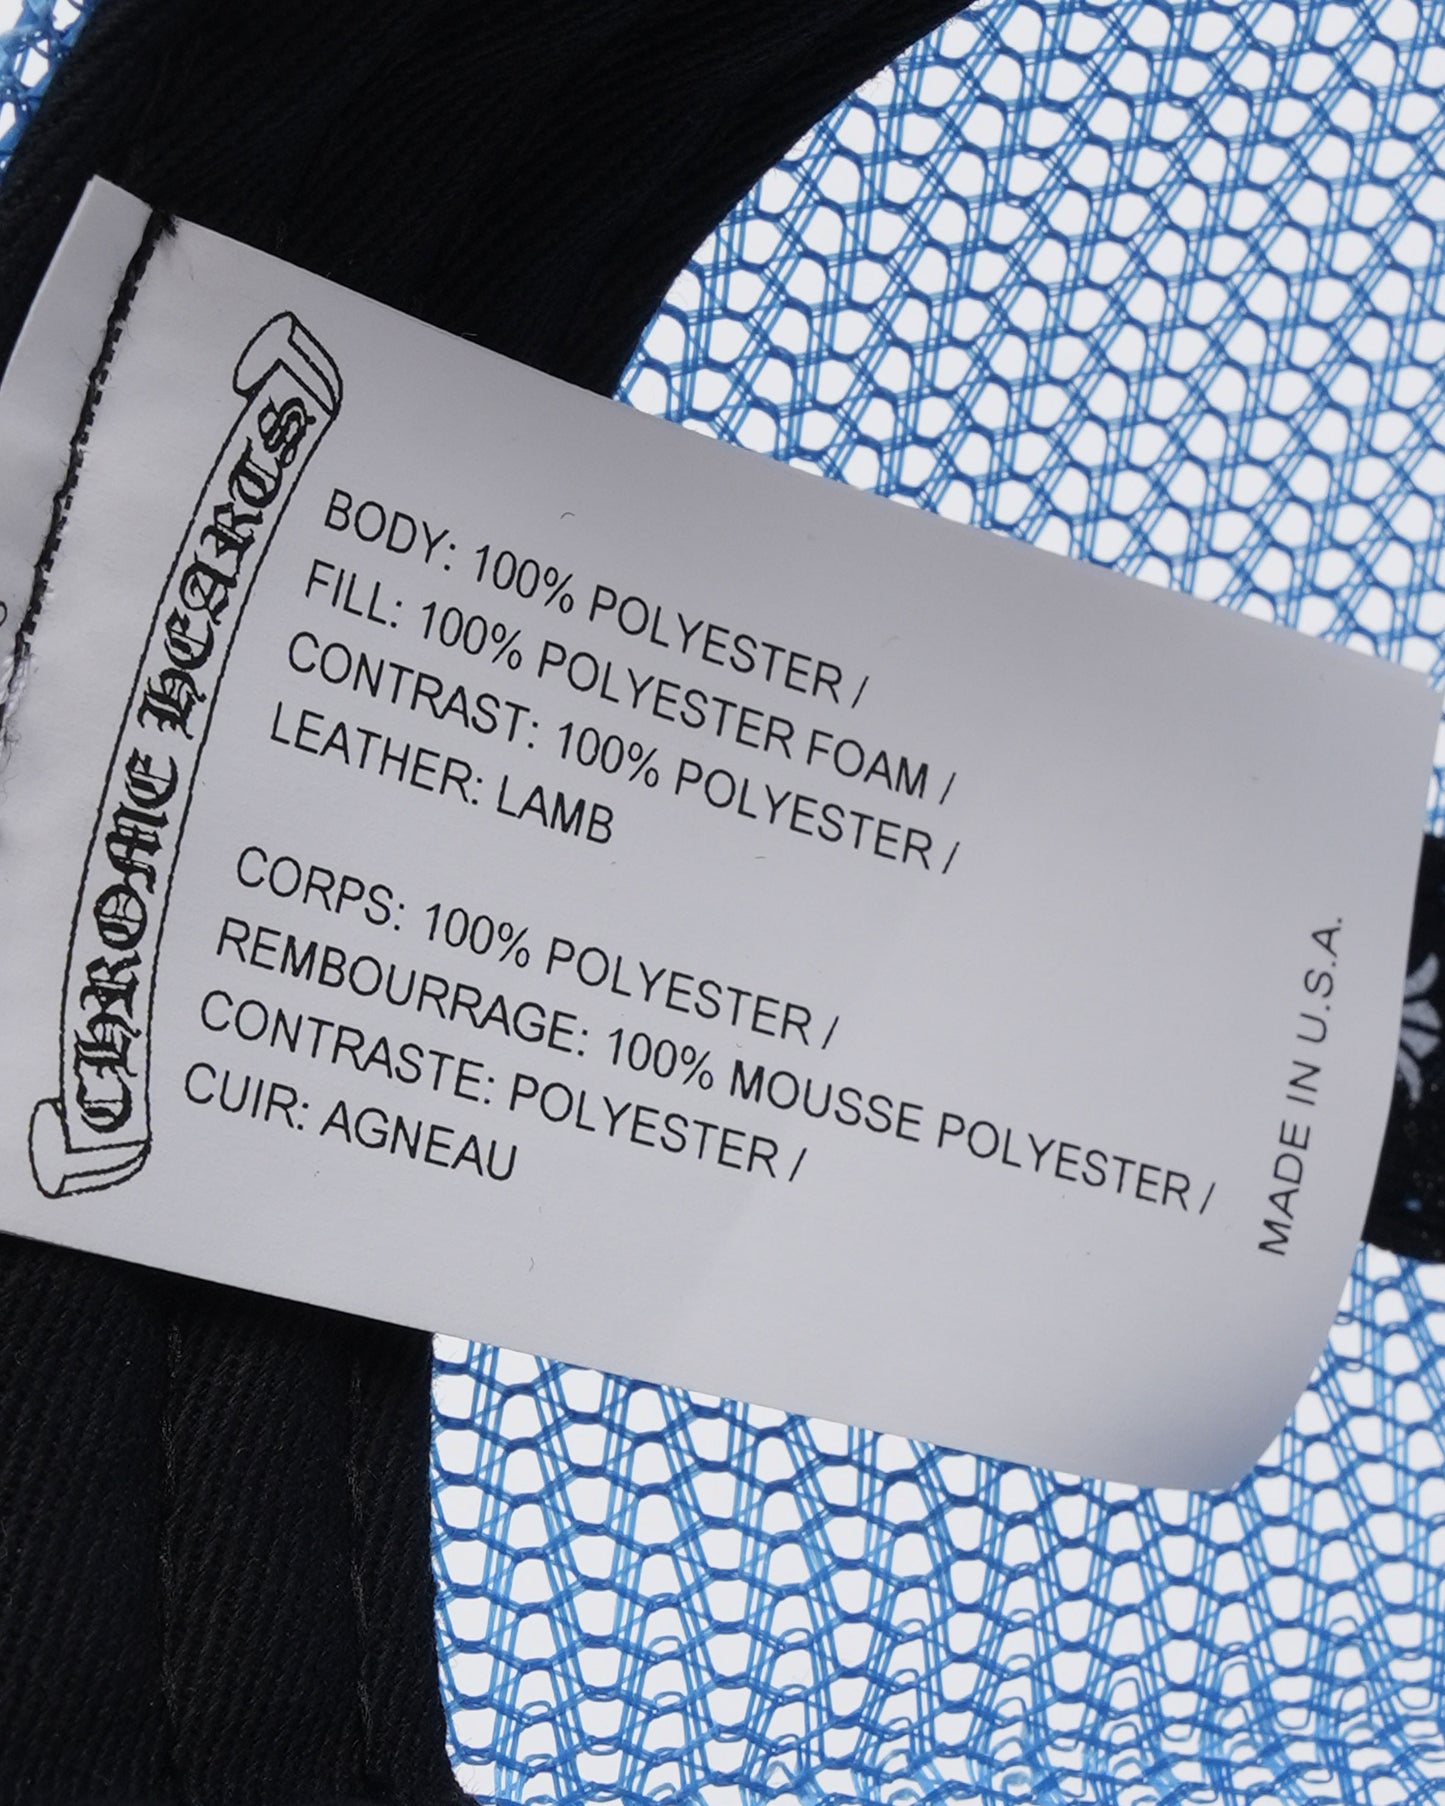 CHROME HEARTS
BODY: 100% POLYESTER /
FILL: 100% POLYESTER FOAM /
CONTRAST: 100% POLYESTER /
LEATHER: LAMB
CORPS: 100% POLYESTER /
REMBOURRAGE: 100% MOUSSE POLYESTER /
CONTRASTE: POLYESTER /
CUIR: AGNEAU
MADE IN U.S.A.